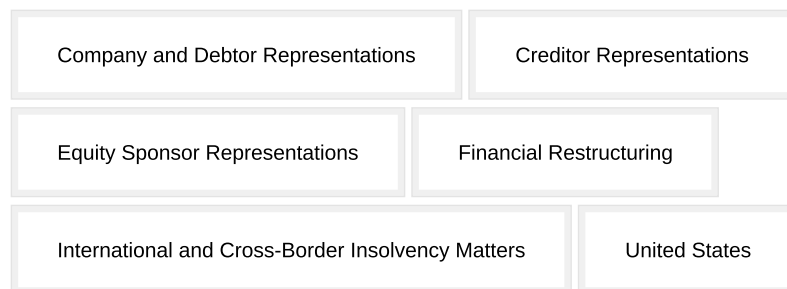 Company and Debtor Representations
Creditor Representations
Equity Sponsor Representations
Financial Restructuring
International and Cross-Border Insolvency Matters
United States